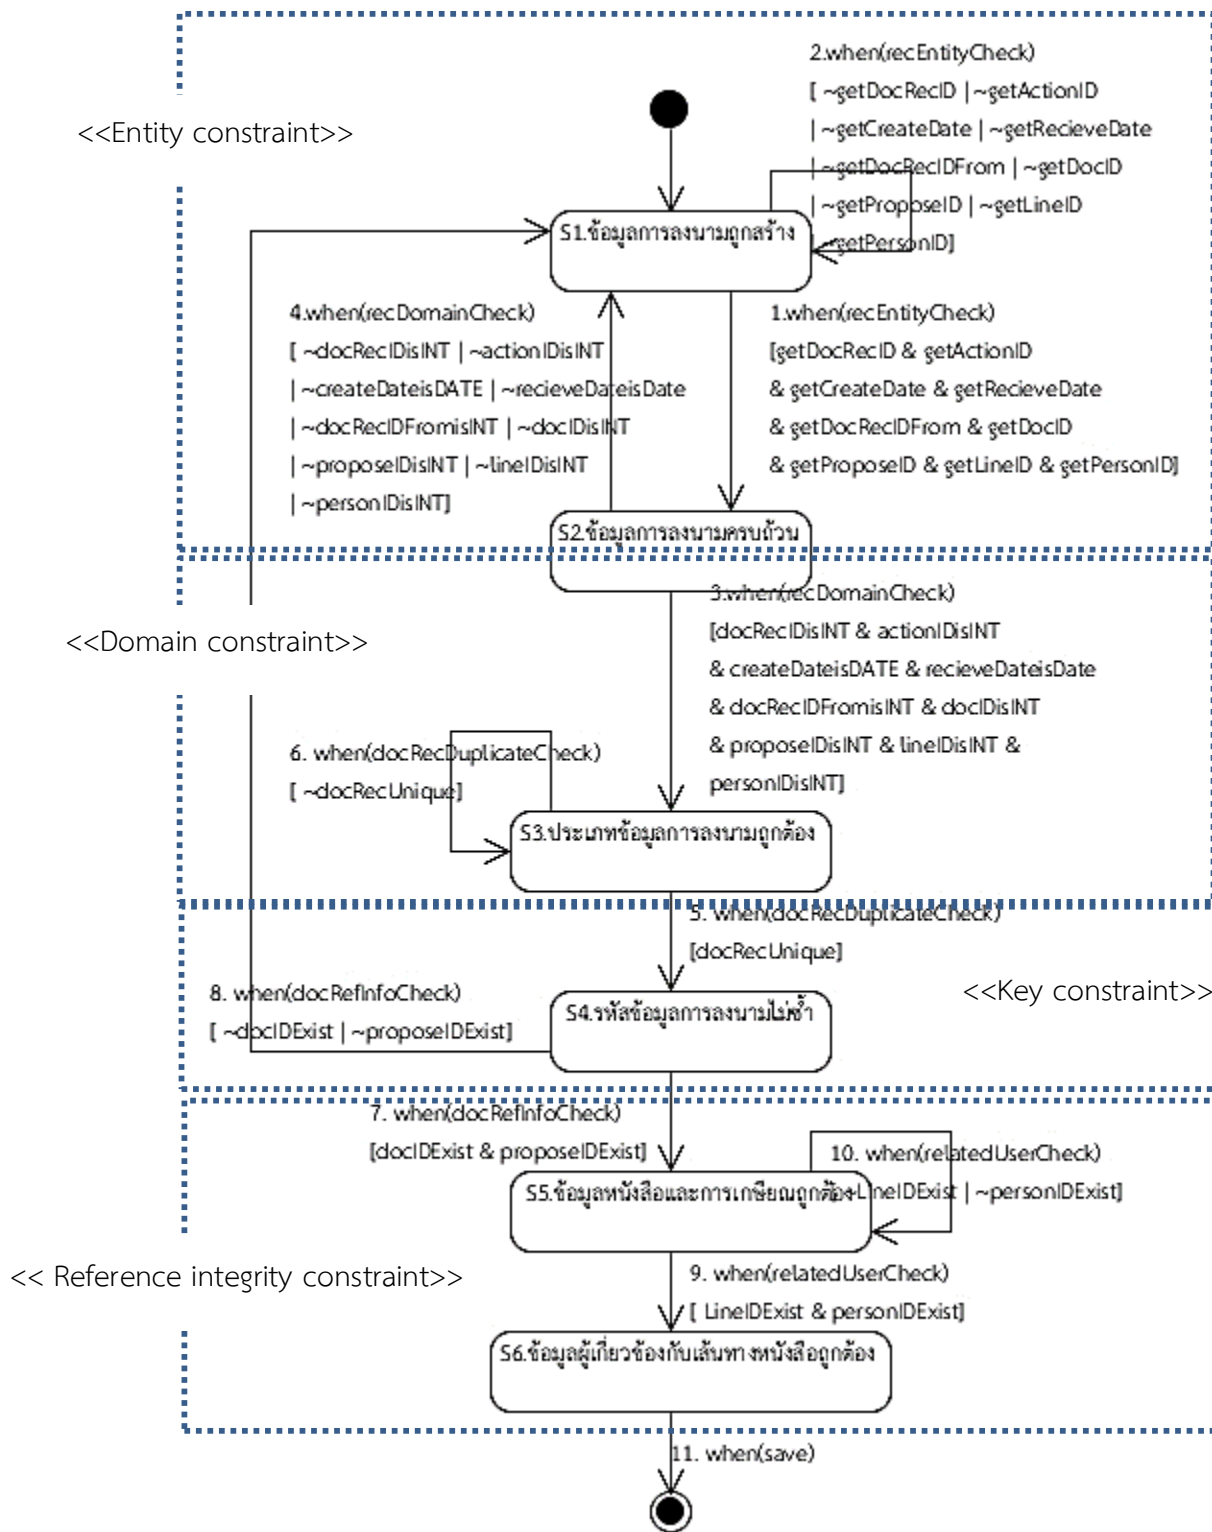 2.when(recEntityCheck)
[ ~getDocRecID | ~getActionID
| ~getCreateDate | ~getRecieveDate
| ~getDocRecIDFrom | ~getDocID
| ~getProposeID | ~getLineID
| ~getPersonID]
<<Entity constraint>>
S1.ข้อมูลการลงนามถูกสร้าง
4.when(recDomainCheck)
[ ~docRecIDisINT | ~actionIDisINT
| ~createDateisDATE | ~recieveDateisDate
| ~docRecIDFromisINT | ~docIDisINT
| ~proposeIDisINT | ~lineIDisINT
| ~personIDisINT]
1.when(recEntityCheck)
[getDocRecID & getActionID
& getCreateDate & getRecieveDate
& getDocRecIDFrom & getDocID
& getProposeID & getLineID & getPersonID]
S2.ข้อมูลการลงนามครบถ้วน
<<Domain constraint>>
3.when(recDomainCheck)
[docRecIDisINT & actionIDisINT
& createDateisDATE & recieveDateisDate
& docRecIDFromisINT & docIDisINT
& proposeIDisINT & lineIDisINT &
personIDisINT]
6. when(docRecDuplicateCheck)
[ ~docRecUnique]
S3.ประเภทข้อมูลการลงนามถูกต้อง
5. when(docRecDuplicateCheck)
[docRecUnique]
8. when(docRefInfoCheck)
[ ~docIDExist | ~proposeIDExist]
<<Key constraint>>
S4.รหัสข้อมูลการลงนามไม่ซ้ำ
7. when(docRefInfoCheck)
[docIDExist & proposeIDExist]
10. when(relatedUserCheck)
LineIDExist | ~personIDExist]
S5.ข้อมูลหนังสือและการเกษียณถูกต้อง
<< Reference integrity constraint>>
9. when(relatedUserCheck)
[ LineIDExist & personIDExist]
S6.ข้อมูลผู้เกี่ยวข้องกับเส้นทางหนังสือถูกต้อง
11. when(save)